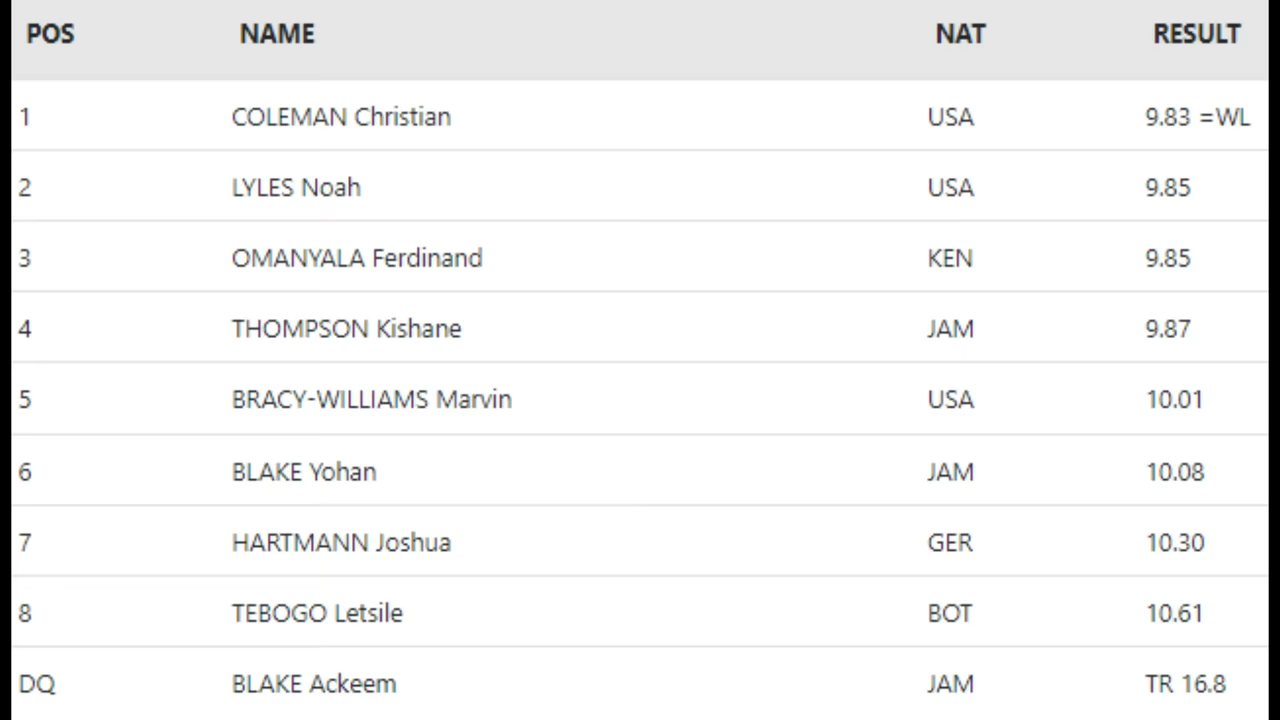 POS NAME NAT RESULT
1 COLEMAN Christian USA 9.83 =WL
2 LYLES Noah USA 9.85
3 OMANYALA Ferdinand KEN 9.85
4 THOMPSON Kishane JAM 9.87
5 BRACY-WILLIAMS Marvin USA 10.01
6 BLAKE Yohan JAM 10.08
7 HARTMANN Joshua GER 10.30
8 TEBOGO Letsile BOT 10.61
DQ BLAKE Ackeem JAM TR 16.8